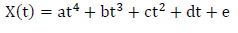 X(t) = at⁴ + bt³ + ct² + dt + e